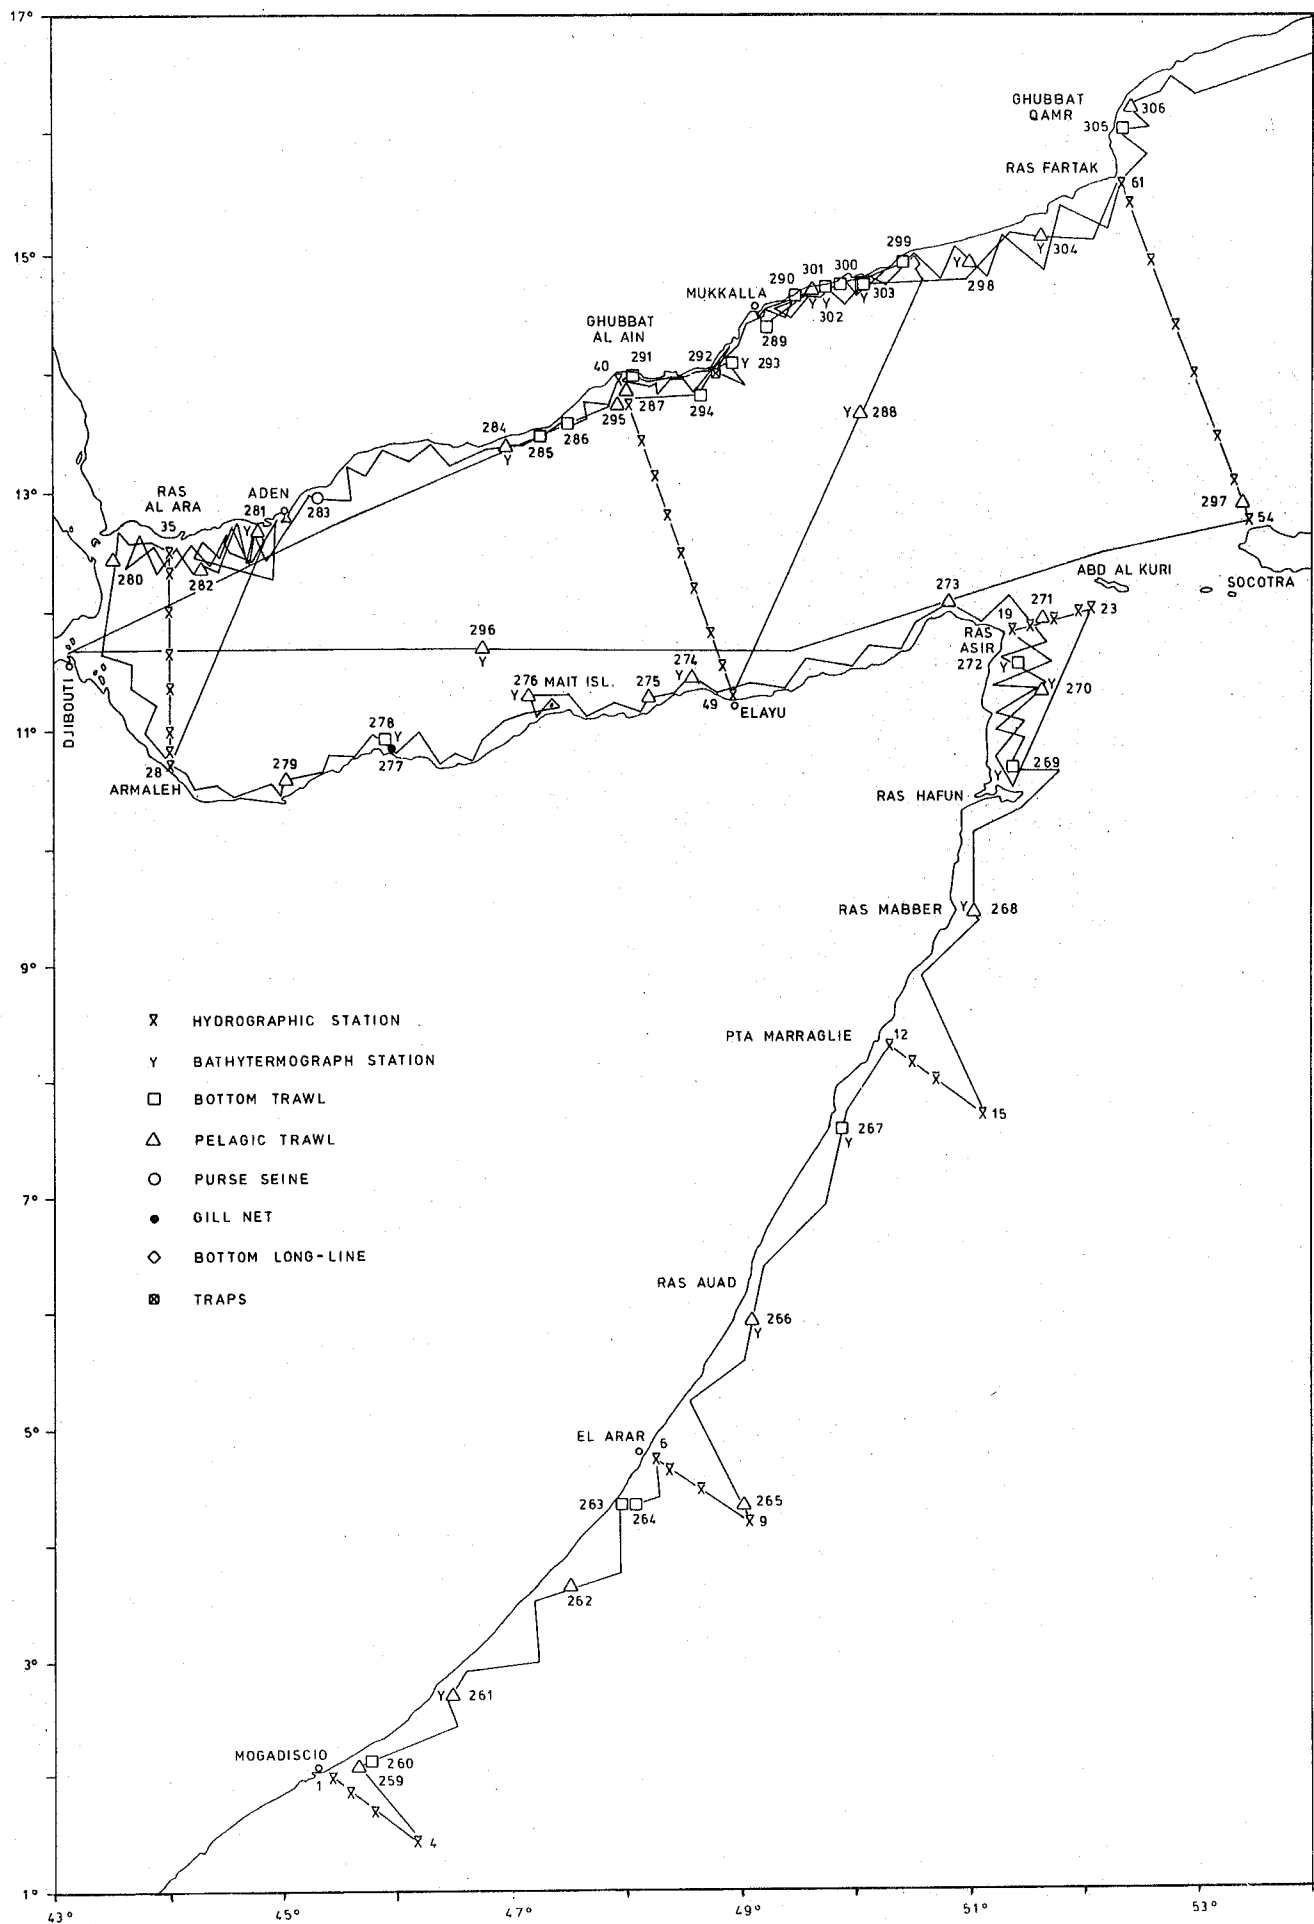 17°
GHUBBAT
QAMR
306
305
RAS FARTAK
61
299
15°
304
301
300
290
298
MUKKALLA
303
302
GHUBBAT
AL AIN
289
291
292
40
293
287
294
295
288
284
286
285
13°
RAS
AL ARA
ADEN
297
281
283
35
54
280
282
ABD AL KURI
273
SOCOTRA
271
23
19
RAS
ASIR
296
272
274
276
MAIT ISL.
275
270
49
ELAYU
DJIBOUTI
11°
278
277
279
269
28
ARMALEH
RAS HAFUN
RAS MABBER
268
9°
HYDROGRAPHIC STATION
12
PTA MARRAGLIE
Y BATHYTERMOGRAPH STATION
BOTTOM TRAWL
15
267
PELAGIC TRAWL
PURSE SEINE
7°
GILL NET
BOTTOM LONG-LINE
RAS AUAD
TRAPS
266
5°
EL ARAR
6
263
265
264
9
262
3°
261
MOGADISCIO
260
259
1
4
1°
43°
45°
47°
49°
51°
53°